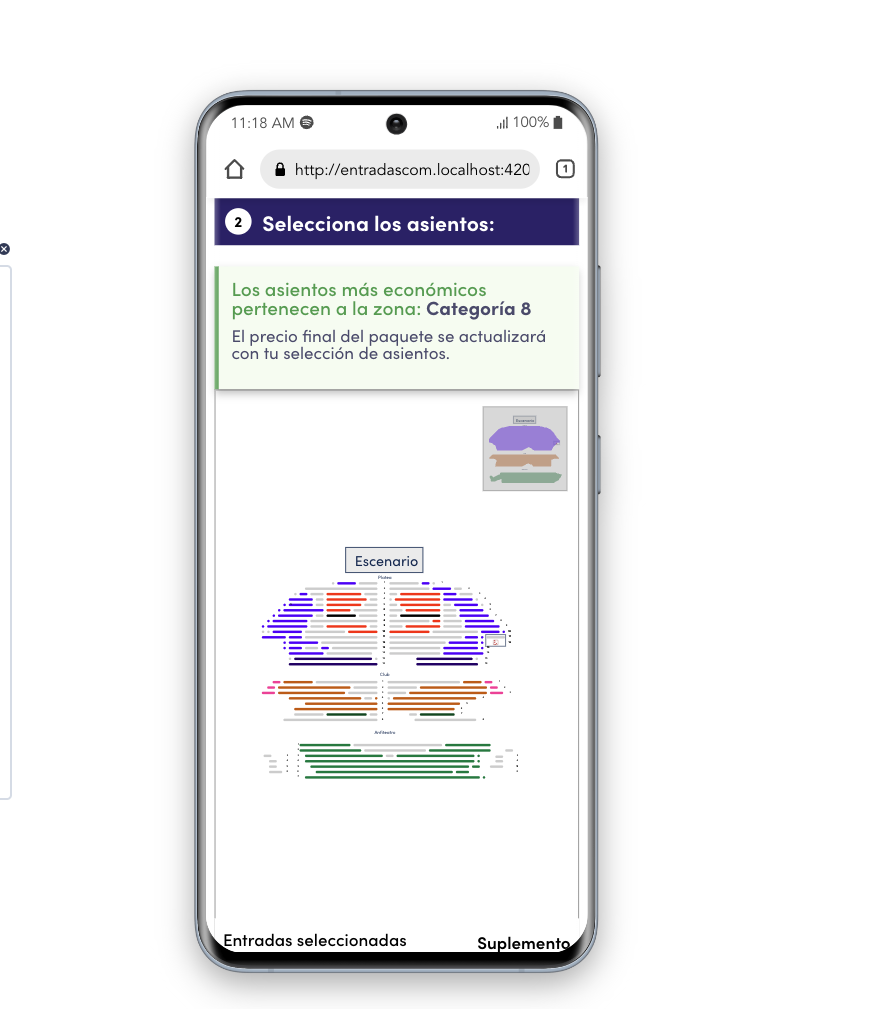 11:18 AM
100%
http://entradascom.localhost:420
1
2 Selecciona los asientos:
Los asientos más económicos
pertenecen a la zona: Categoría 8
El precio final del paquete se actualizará
con tu selección de asientos.
Escenario
Escenario
Platea
Club
Anfiteatro
Entradas seleccionadas
Suplemento